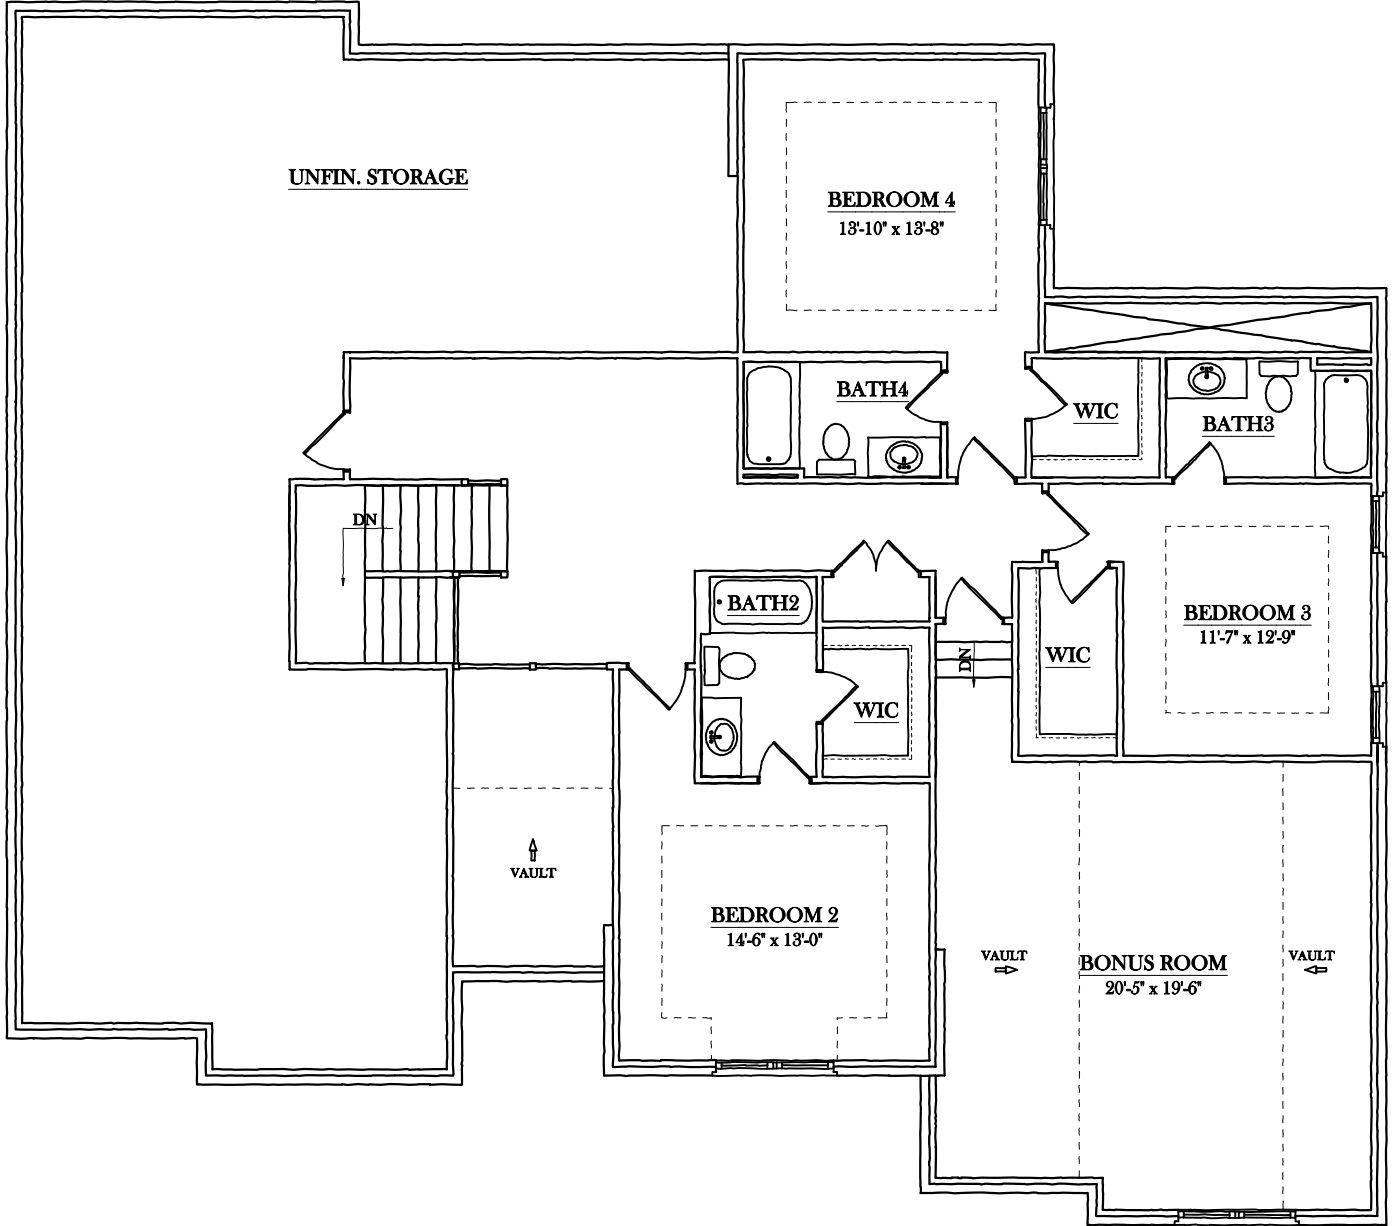 UNFIN. STORAGE
BEDROOM 4
13'-10" x 13'-8"
BATH4
WIC
BATH3
DN
BATH2
BEDROOM 3
11'-7" x 12'-9"
DN
WIC
WIC
VAULT
BEDROOM 2
14'-6" x 13'-0"
VAULT
BONUS ROOM
20'-5" x 19'-6"
VAULT